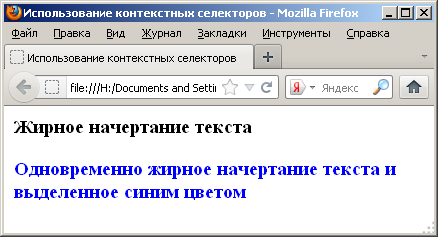 Использование контекстных селекторов - Mozilla Firefox
Файл Правка Вид Журнал Закладки Инструменты Справка
Использование контекстных селекторов
file:///H:/Documents and Settin Яндекс
Жирное начертание текста
Одновременно жирное начертание текста и
выделенное синим цветом